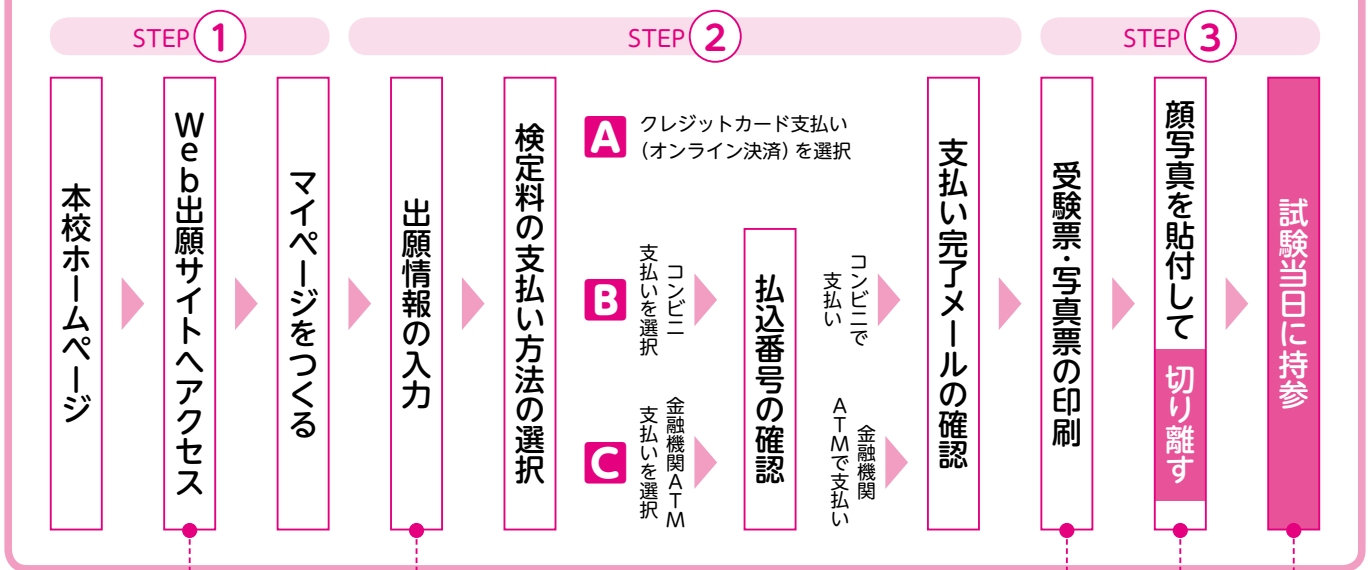 STEP 1
STEP 2
STEP 3
本校ホームページ
Web出願サイトへアクセス
マイページをつくる
出願情報の入力
検定料の支払い方法の選択
A
クレジットカード支払い
(オンライン決済)を選択
B
コンビニ
支払いを選択
C
金融機関ATM
支払いを選択
払込番号の確認
コンビニで
支払い
金融機関
ATMで支払い
支払い完了メールの確認
受験票・写真票の印刷
顔写真を貼付して
切り離す
試験当日に持参